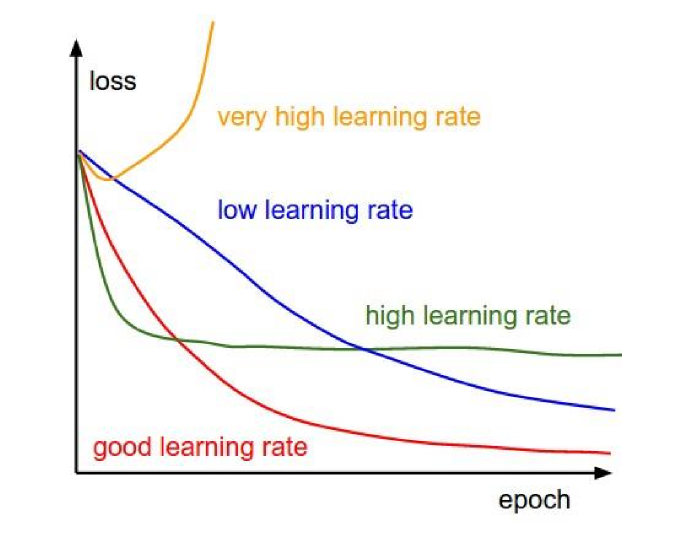 loss
very high learning rate
low learning rate
high learning rate
good learning rate
epoch